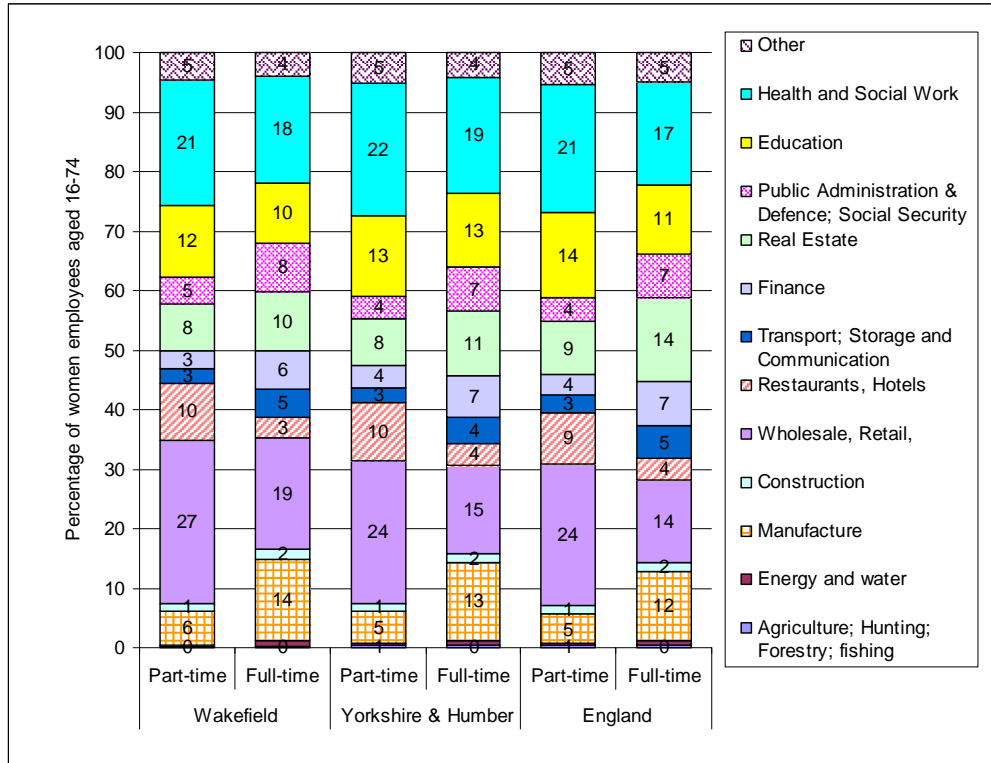 Percentage of women employees aged 16-74
100
90
80
70
60
50
40
30
20
10
0
5 4 5 4 5 5
21 18 22 19 21 17
12 10 13 13 14 11
5 8 4 7 4 7
8 10 8 11 9 14
3 6 4 7 4 7
3 5 3 4 3 5
10 3 10 4 9 4
27 19 24 15 24 14
1 2 1 2 1 2
6 14 5 13 5 12
0 0 1 0 1 0
Part-time Full-time Part-time Full-time Part-time Full-time
Wakefield Yorkshire & Humber England
Other
Health and Social Work
Education
Public Administration &
Defence; Social Security
Real Estate
Finance
Transport; Storage and
Communication
Restaurants, Hotels
Wholesale, Retail,
Construction
Manufacture
Energy and water
Agriculture; Hunting;
Forestry; fishing